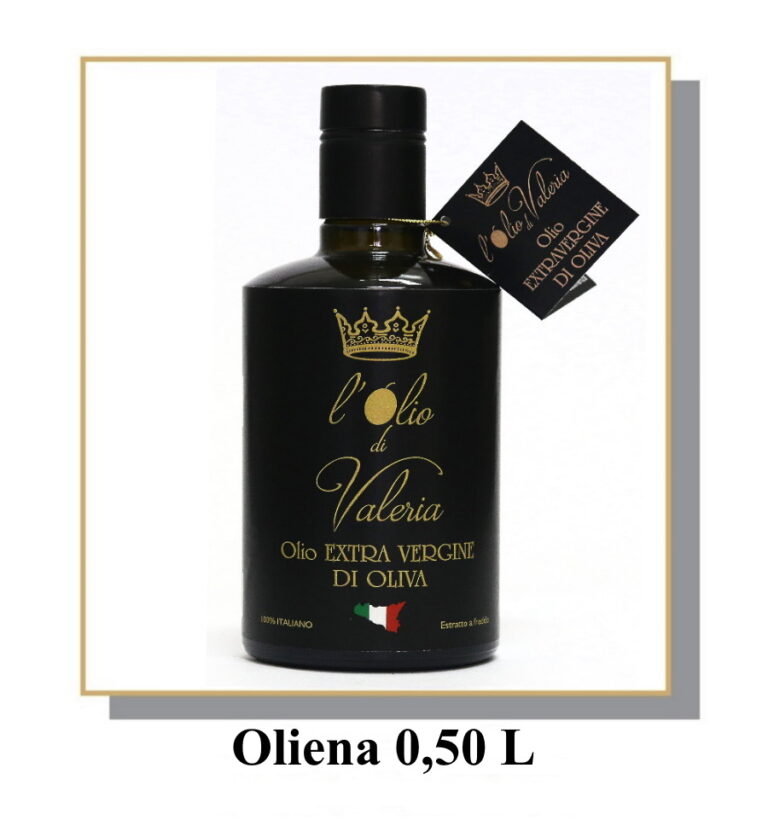 l'Olio
di
Valeria
Olio EXTRA VERGINE
DI OLIVA
100% ITALIANO
Estratto a freddo
l'Olio di Valeria
Olio
EXTRAVERGINE
DI OLIVA
Oliena 0,50 L